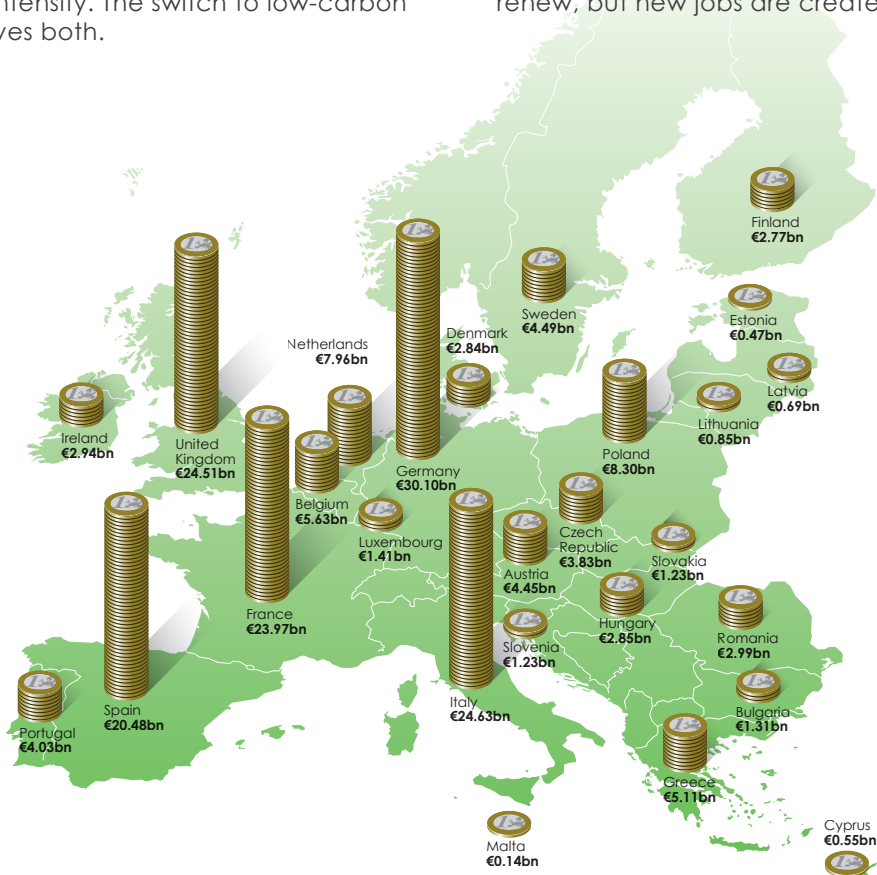 ntensity. The switch to low-carbon
ves both.
renew, but new jobs are create
Finland
€2.77bn
Sweden
€4.49bn
Estonia
€0.47bn
Denmark
€2.84bn
Netherlands
€7.96bn
Latvia
€0.69bn
Lithuania
€0.85bn
Ireland
€2.94bn
United
Kingdom
€24.51bn
Poland
€8.30bn
Germany
€30.10bn
Belgium
€5.63bn
Luxembourg
€1.41bn
Czech
Republic
€3.83bn
Slovakia
€1.23bn
Austria
€4.45bn
France
€23.97bn
Hungary
€2.85bn
Romania
€2.99bn
Slovenia
€1.23bn
Spain
€20.48bn
Italy
€24.63bn
Bulgaria
€1.31bn
Portugal
€4.03bn
Greece
€5.11bn
Malta
€0.14bn
Cyprus
€0.55bn